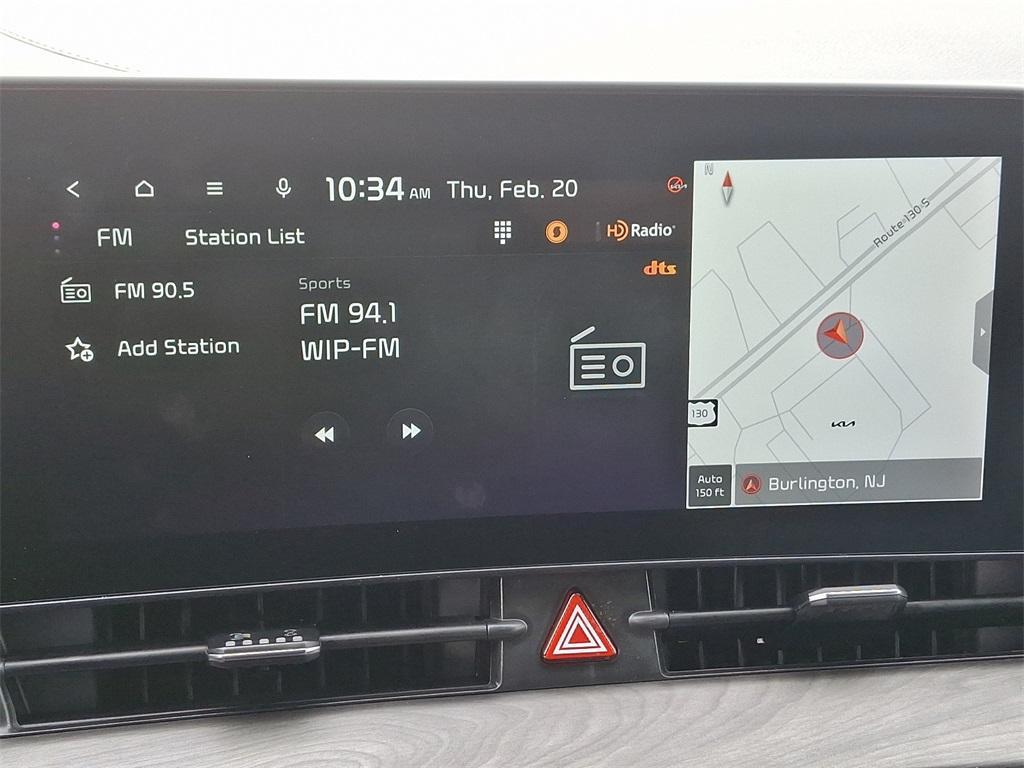 10:34 AM Thu, Feb. 20
FM Station List
HD Radio
dts
FM 90.5
Add Station
Sports
FM 94.1
WIP-FM
N
Route 130 S
130
KIA
Auto
150 ft
Burlington, NJ